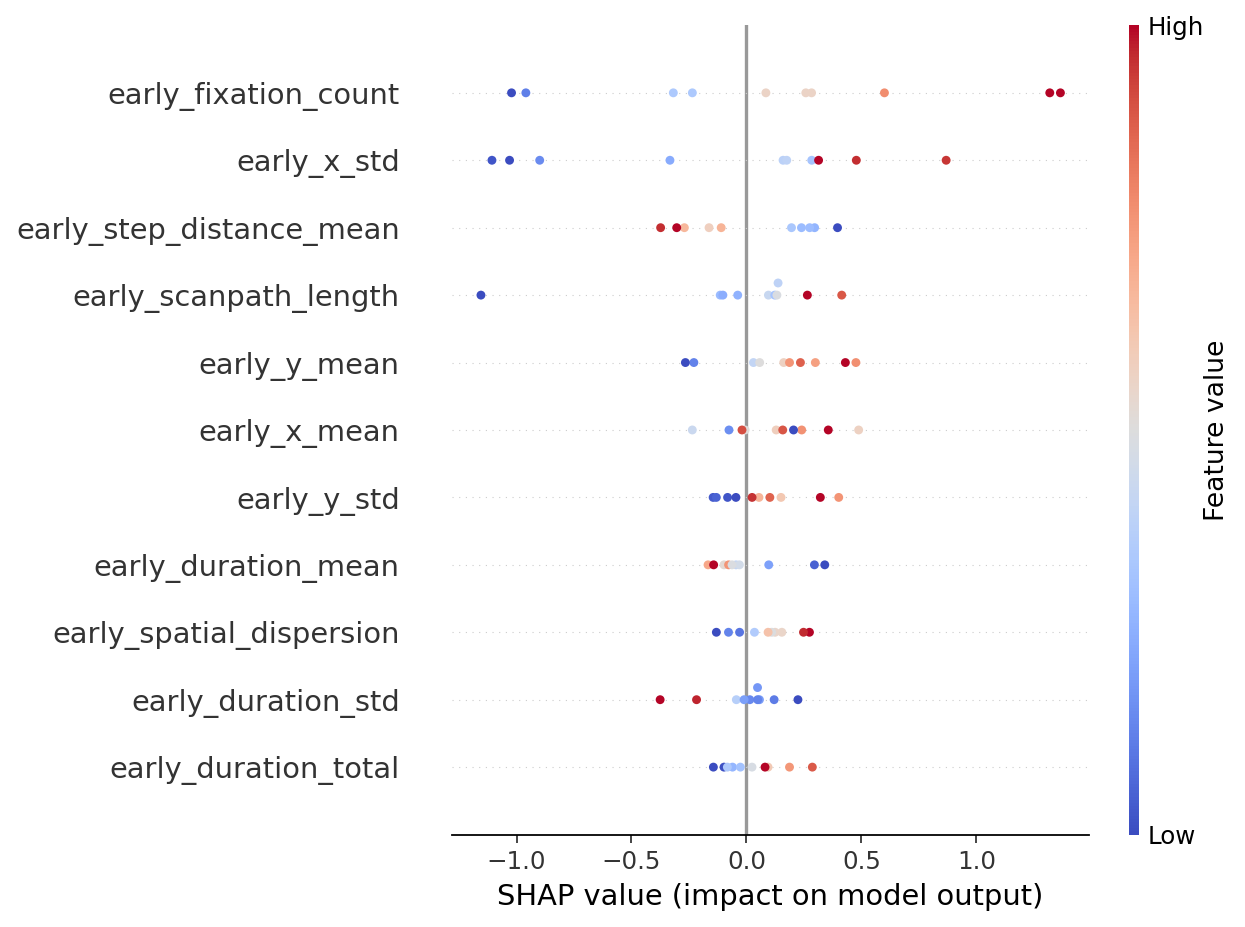 High
early_fixation_count
early_x_std
early_step_distance_mean
early_scanpath_length
early_y_mean
early_x_mean
early_y_std
early_duration_mean
early_spatial_dispersion
early_duration_std
early_duration_total
Feature value
Low
−1.0 −0.5 0.0 0.5 1.0
SHAP value (impact on model output)